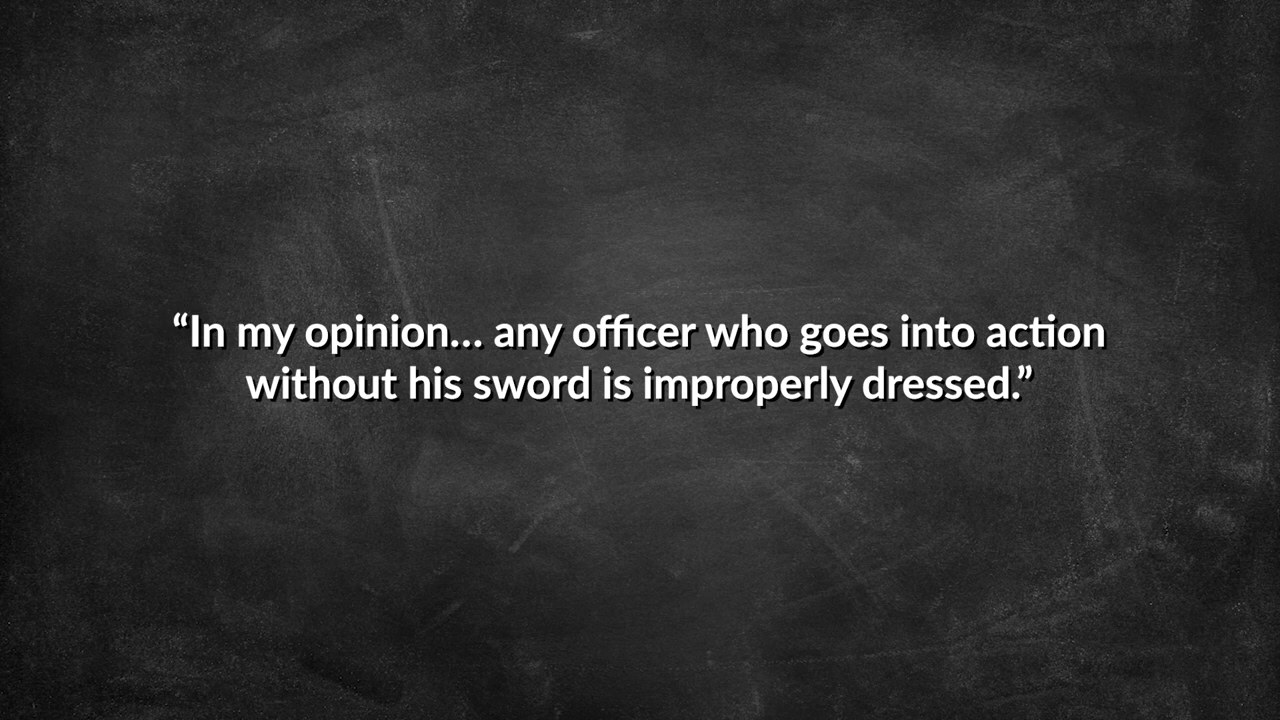 “In my opinion... any officer who goes into action
without his sword is improperly dressed.”